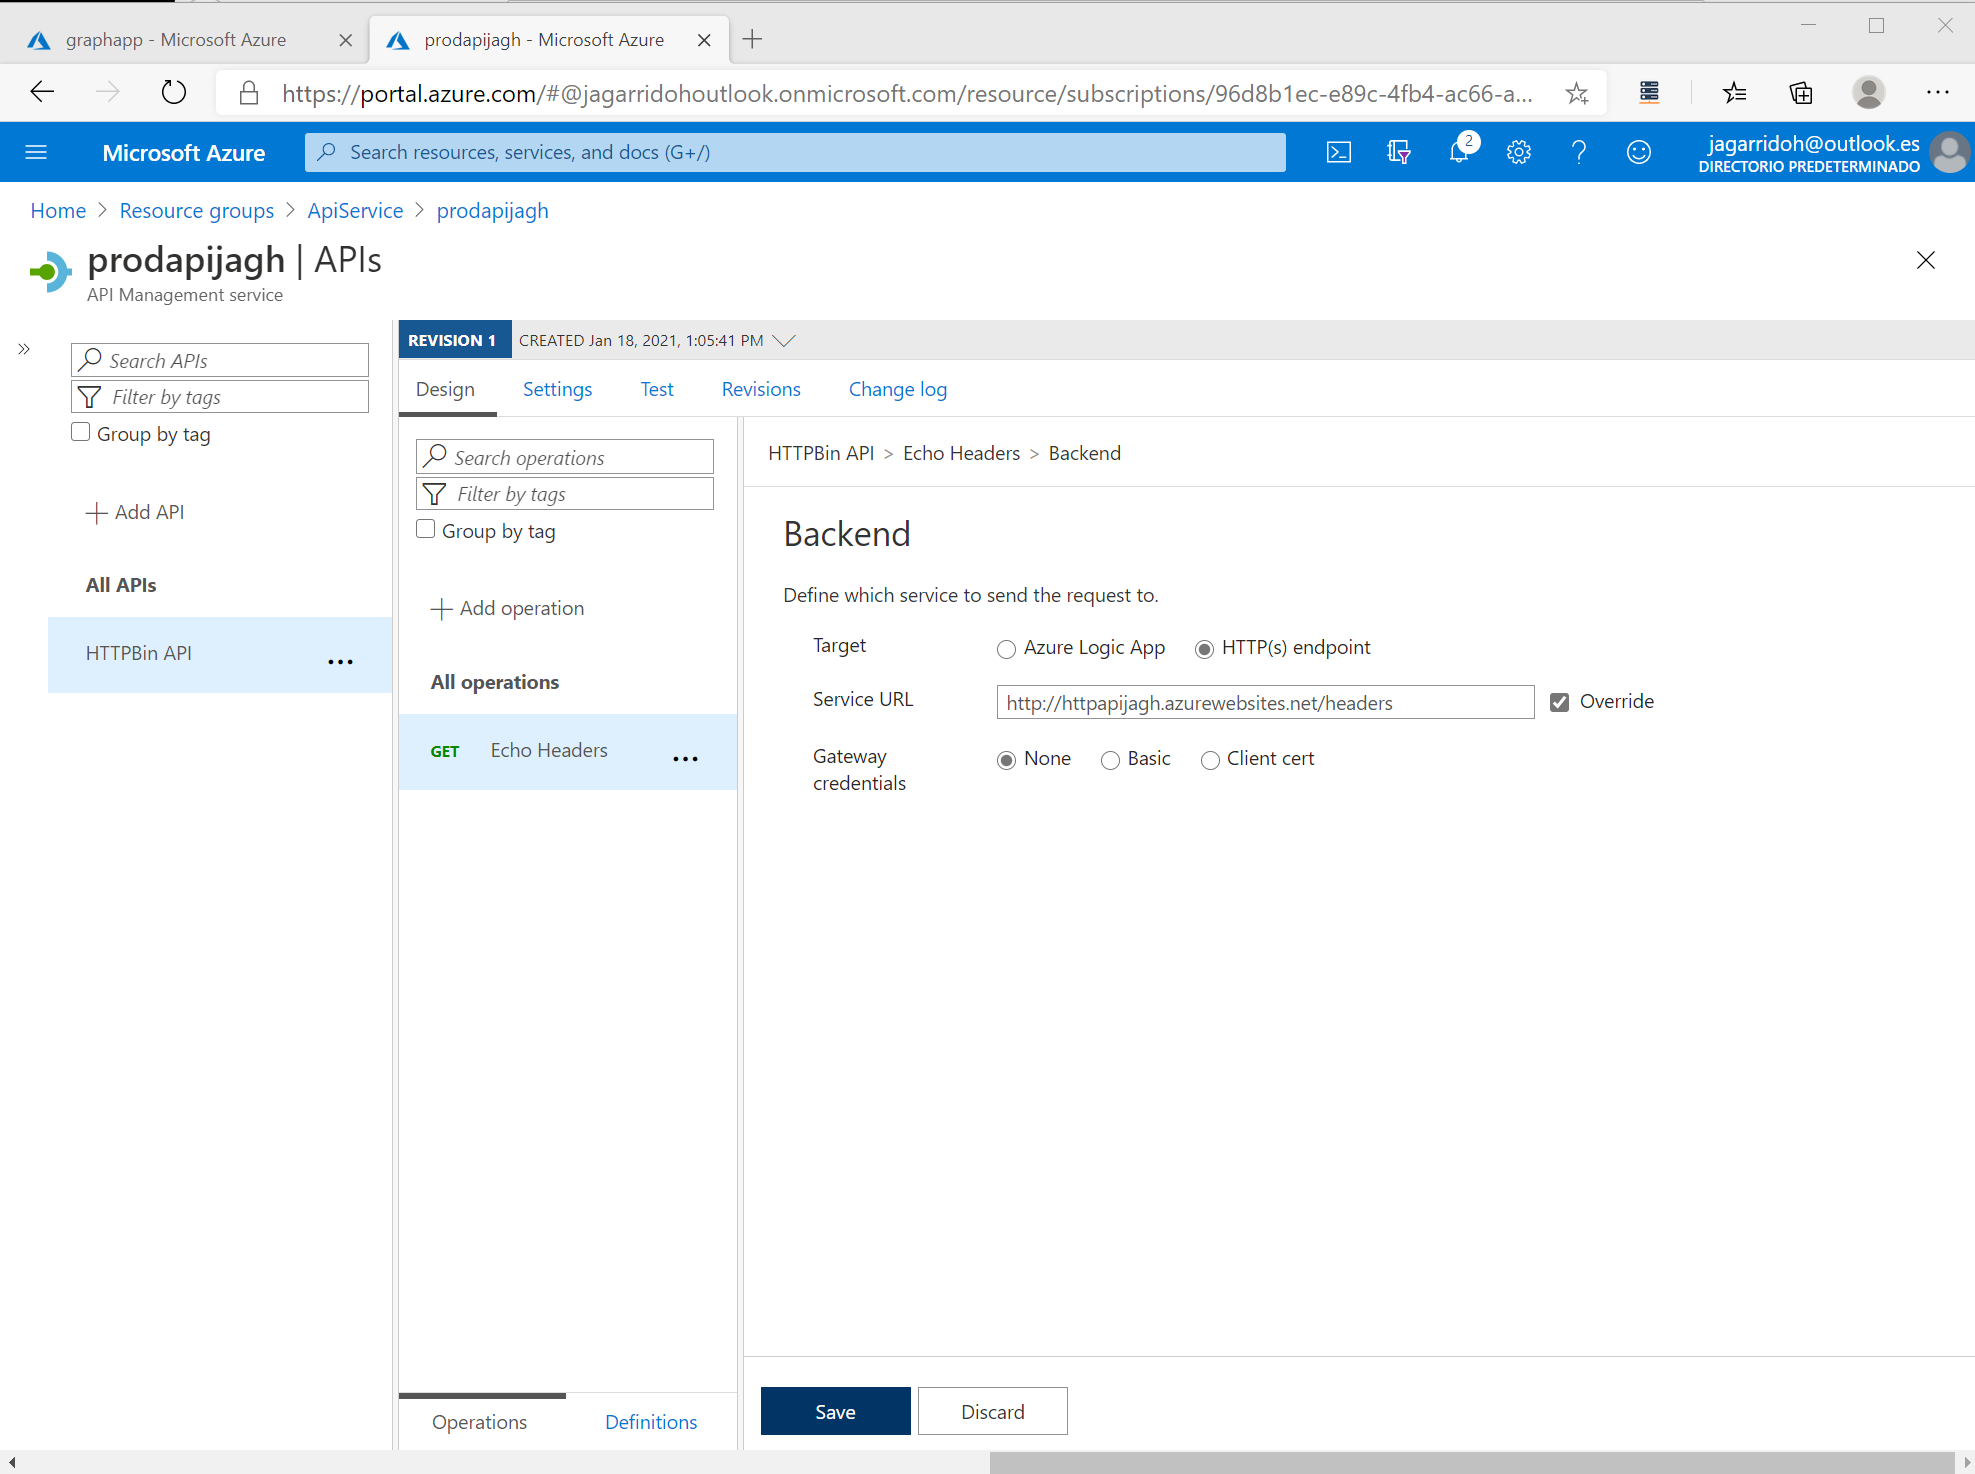 graphapp - Microsoft Azure
prodapijagh - Microsoft Azure
https://portal.azure.com/#@jagarridohoutlook.onmicrosoft.com/resource/subscriptions/96d8b1ec-e89c-4fb4-ac66-a...
Microsoft Azure
Search resources, services, and docs (G+/)
2
jagarridoh@outlook.es
DIRECTORIO PREDETERMINADO
Home > Resource groups > ApiService > prodapijagh
prodapijagh | APIs
API Management service
Search APIs
Filter by tags
Group by tag
+ Add API
All APIs
HTTPBin API ...
REVISION 1 CREATED Jan 18, 2021, 1:05:41 PM
Design Settings Test Revisions Change log
Search operations
Filter by tags
Group by tag
+ Add operation
All operations
GET Echo Headers ...
Operations Definitions
HTTPBin API > Echo Headers > Backend
Backend
Define which service to send the request to.
Target Azure Logic App HTTP(s) endpoint
Service URL http://httpapijagh.azurewebsites.net/headers Override
Gateway credentials None Basic Client cert
Save Discard